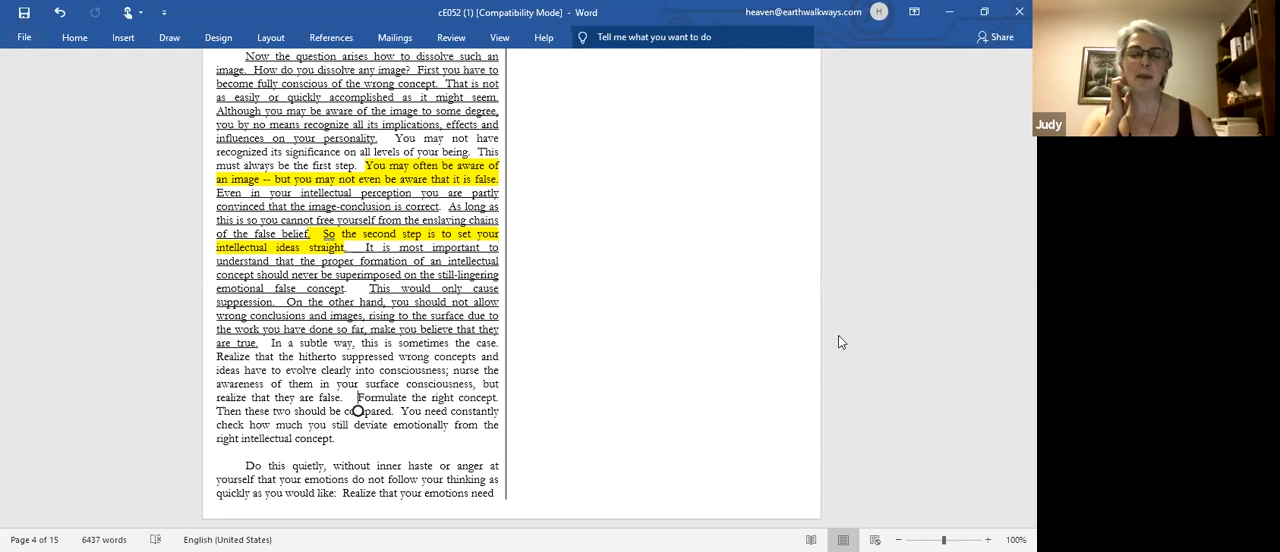 cE052 (1) [Compatibility Mode] - Word
heaven@earthwalkways.com
H
File Home Insert Draw Design Layout References Mailings Review View Help Tell me what you want to do Share
Now the question arises how to dissolve such an
image. How do you dissolve any image? First you have to
become fully conscious of the wrong concept. That is not
as easily or quickly accomplished as it might seem.
Although you may be aware of the image to some degree,
you by no means recognize all its implications, effects and
influences on your personality. You may not have
recognized its significance on all levels of your being. This
must always be the first step. You may often be aware of
an image -- but you may not even be aware that it is false.
Even in your intellectual perception you are partly
convinced that the image-conclusion is correct. As long as
this is so you cannot free yourself from the enslaving chains
of the false belief. So the second step is to set your
intellectual ideas straight. It is most important to
understand that the proper formation of an intellectual
concept should never be superimposed on the still-lingering
emotional false concept. This would only cause
suppression. On the other hand, you should not allow
wrong conclusions and images, rising to the surface due to
the work you have done so far, make you believe that they
are true. In a subtle way, this is sometimes the case.
Realize that the hitherto suppressed wrong concepts and
ideas have to evolve clearly into consciousness; nurse the
awareness of them in your surface consciousness, but
realize that they are false. Formulate the right concept.
Then these two should be compared. You need constantly
check how much you still deviate emotionally from the
right intellectual concept.
Do this quietly, without inner haste or anger at
yourself that your emotions do not follow your thinking as
quickly as you would like: Realize that your emotions need
Page 4 of 15 6437 words English (United States) 100%
Judy